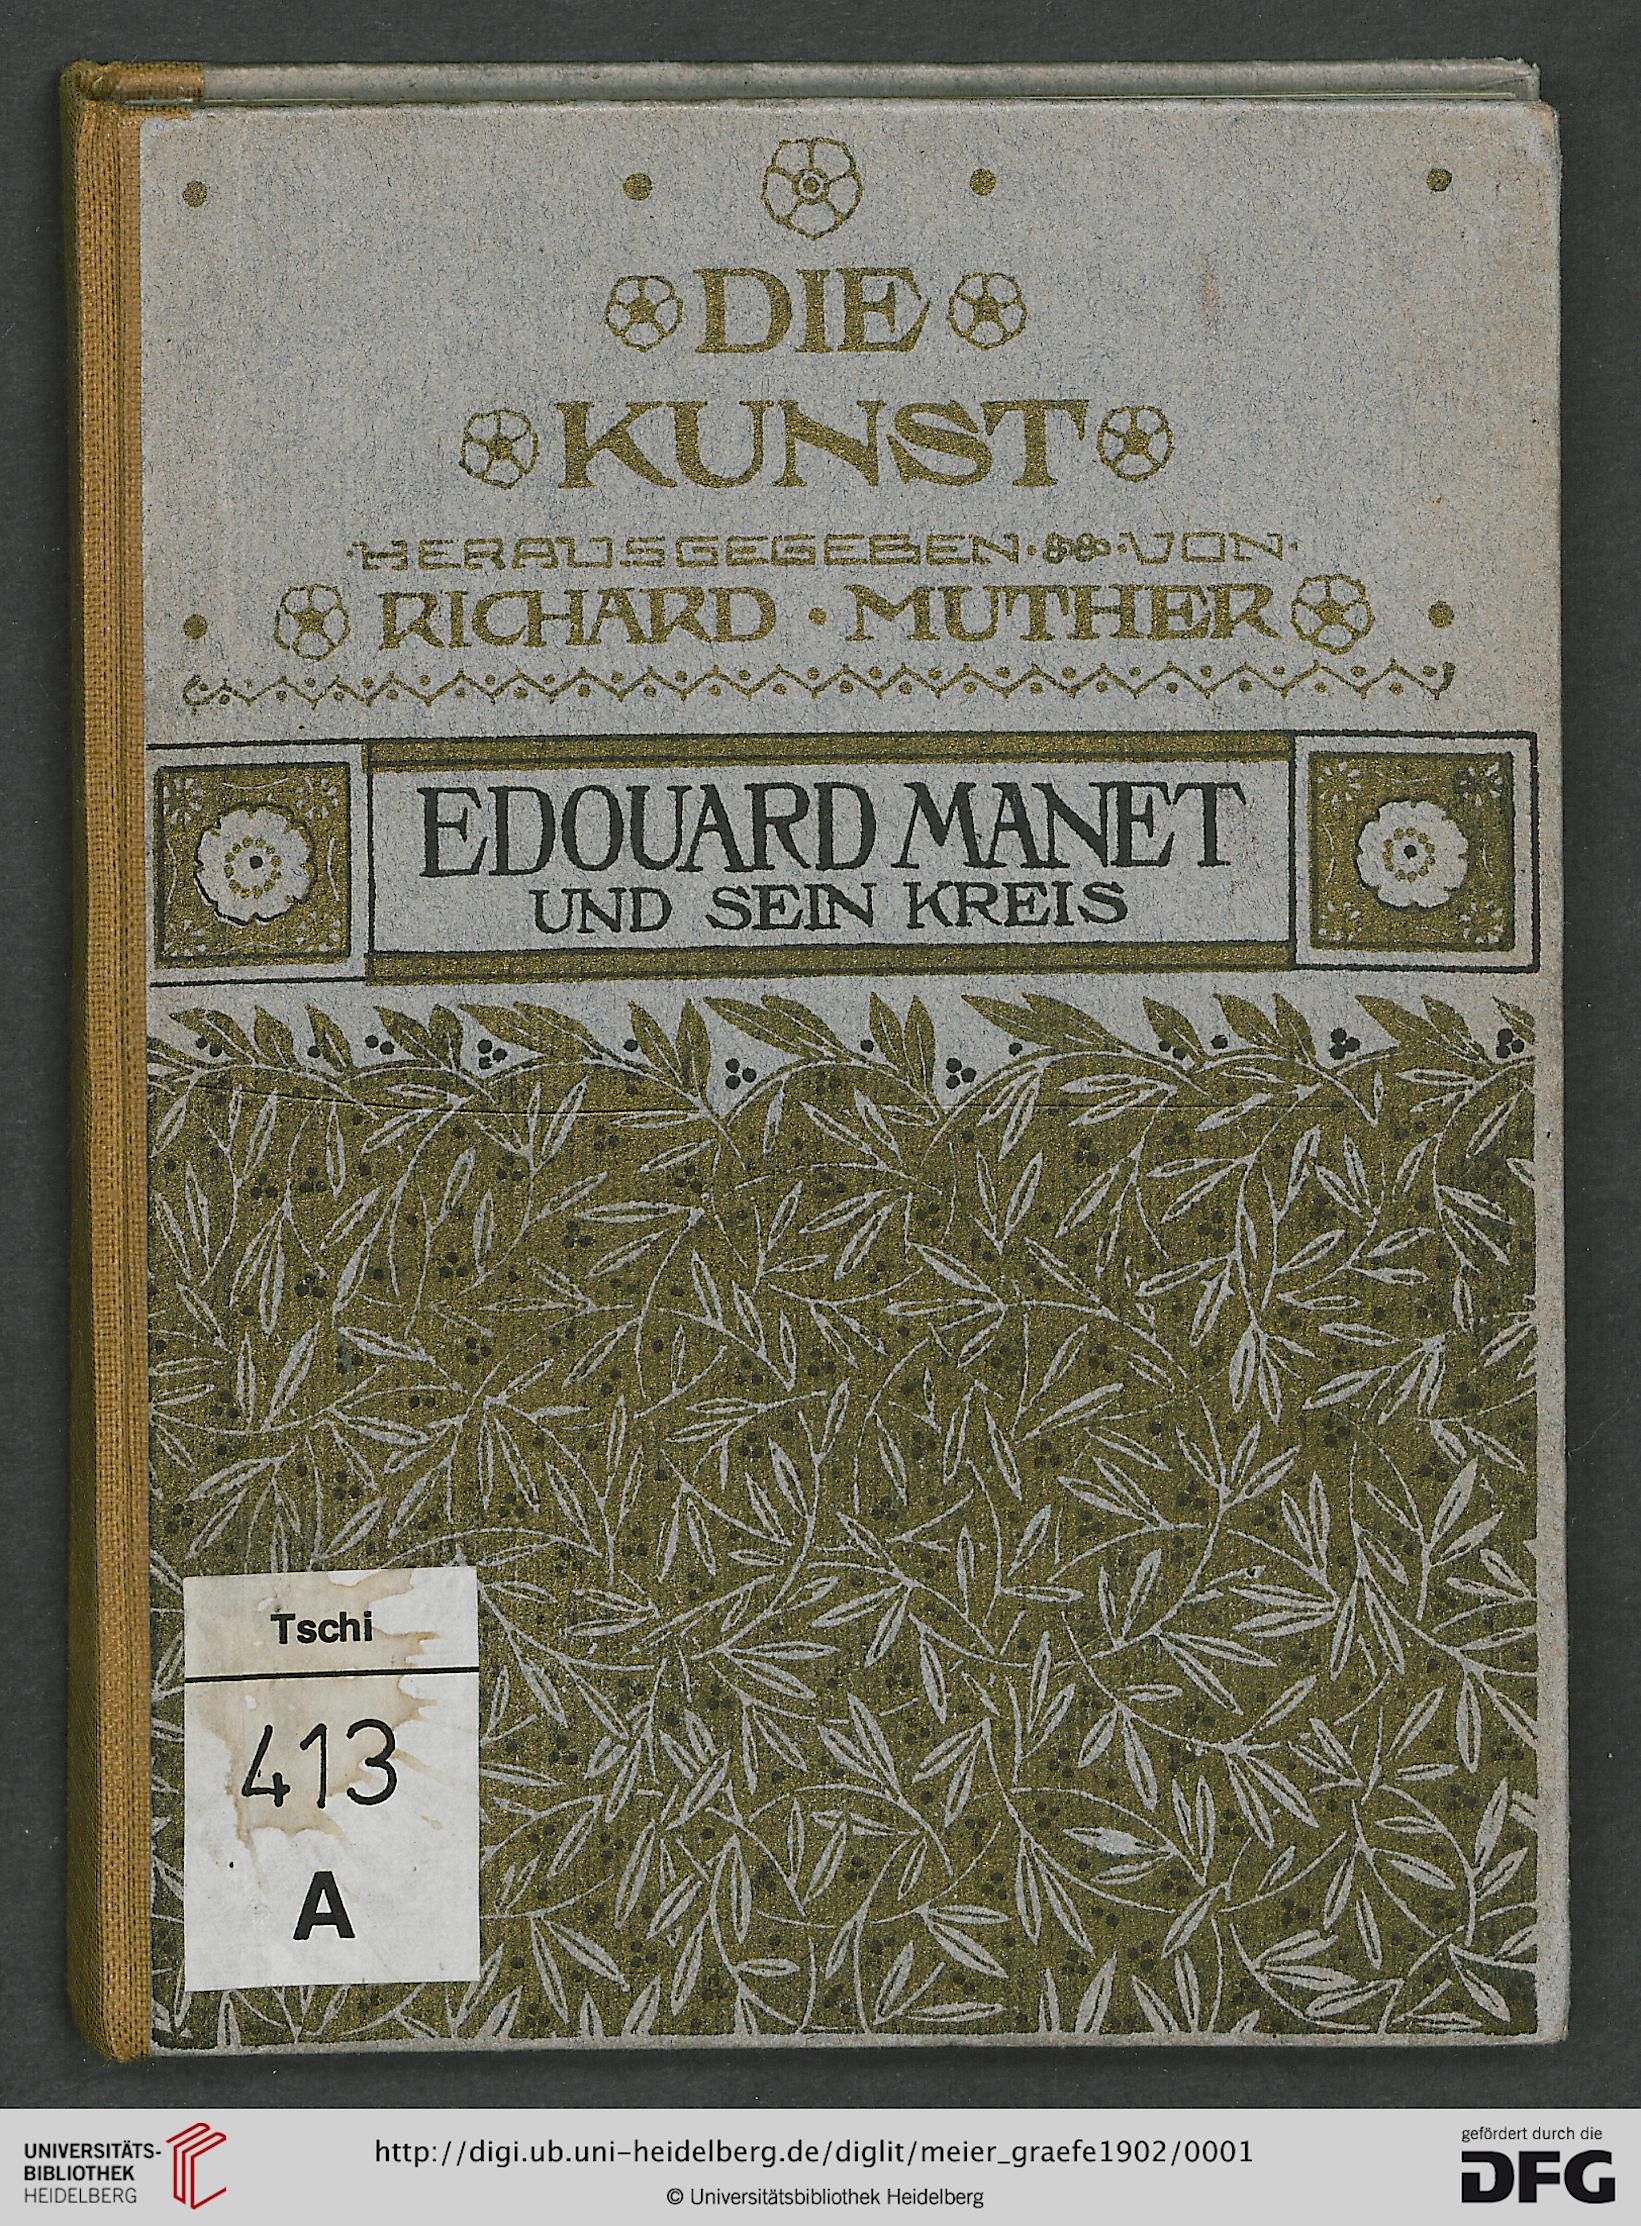 DIE
KUNST
·HERAUSGEGEBEN· ·VON·
RICHARD · MUTHER
EDOUARD MANET
UND SEIN KREIS
Tschi
413
A
UNIVERSITÄTS-
BIBLIOTHEK
HEIDELBERG
http://digi.ub.uni-heidelberg.de/diglit/meier_graefe1902/0001
© Universitätsbibliothek Heidelberg
gefördert durch die
DFG